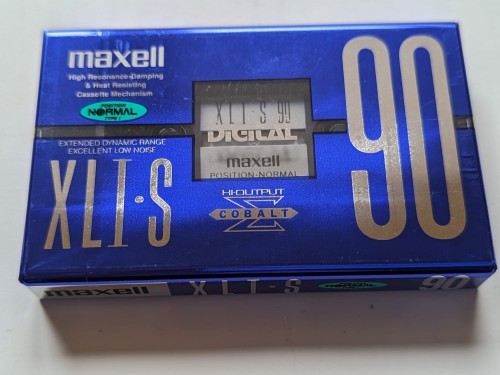 maxell
High Resonance-Damping
& Heat Resisting
Cassette Mechanism
POSITION
NORMAL
TYPE I
EXTENDED DYNAMIC RANGE
EXCELLENT LOW NOISE
XLI·S
XLI·S 90
DIGITAL
maxell
POSITION·NORMAL
HI-OUTPUT
Σ
COBALT
90
maxell
XLI·S
NORMAL
90